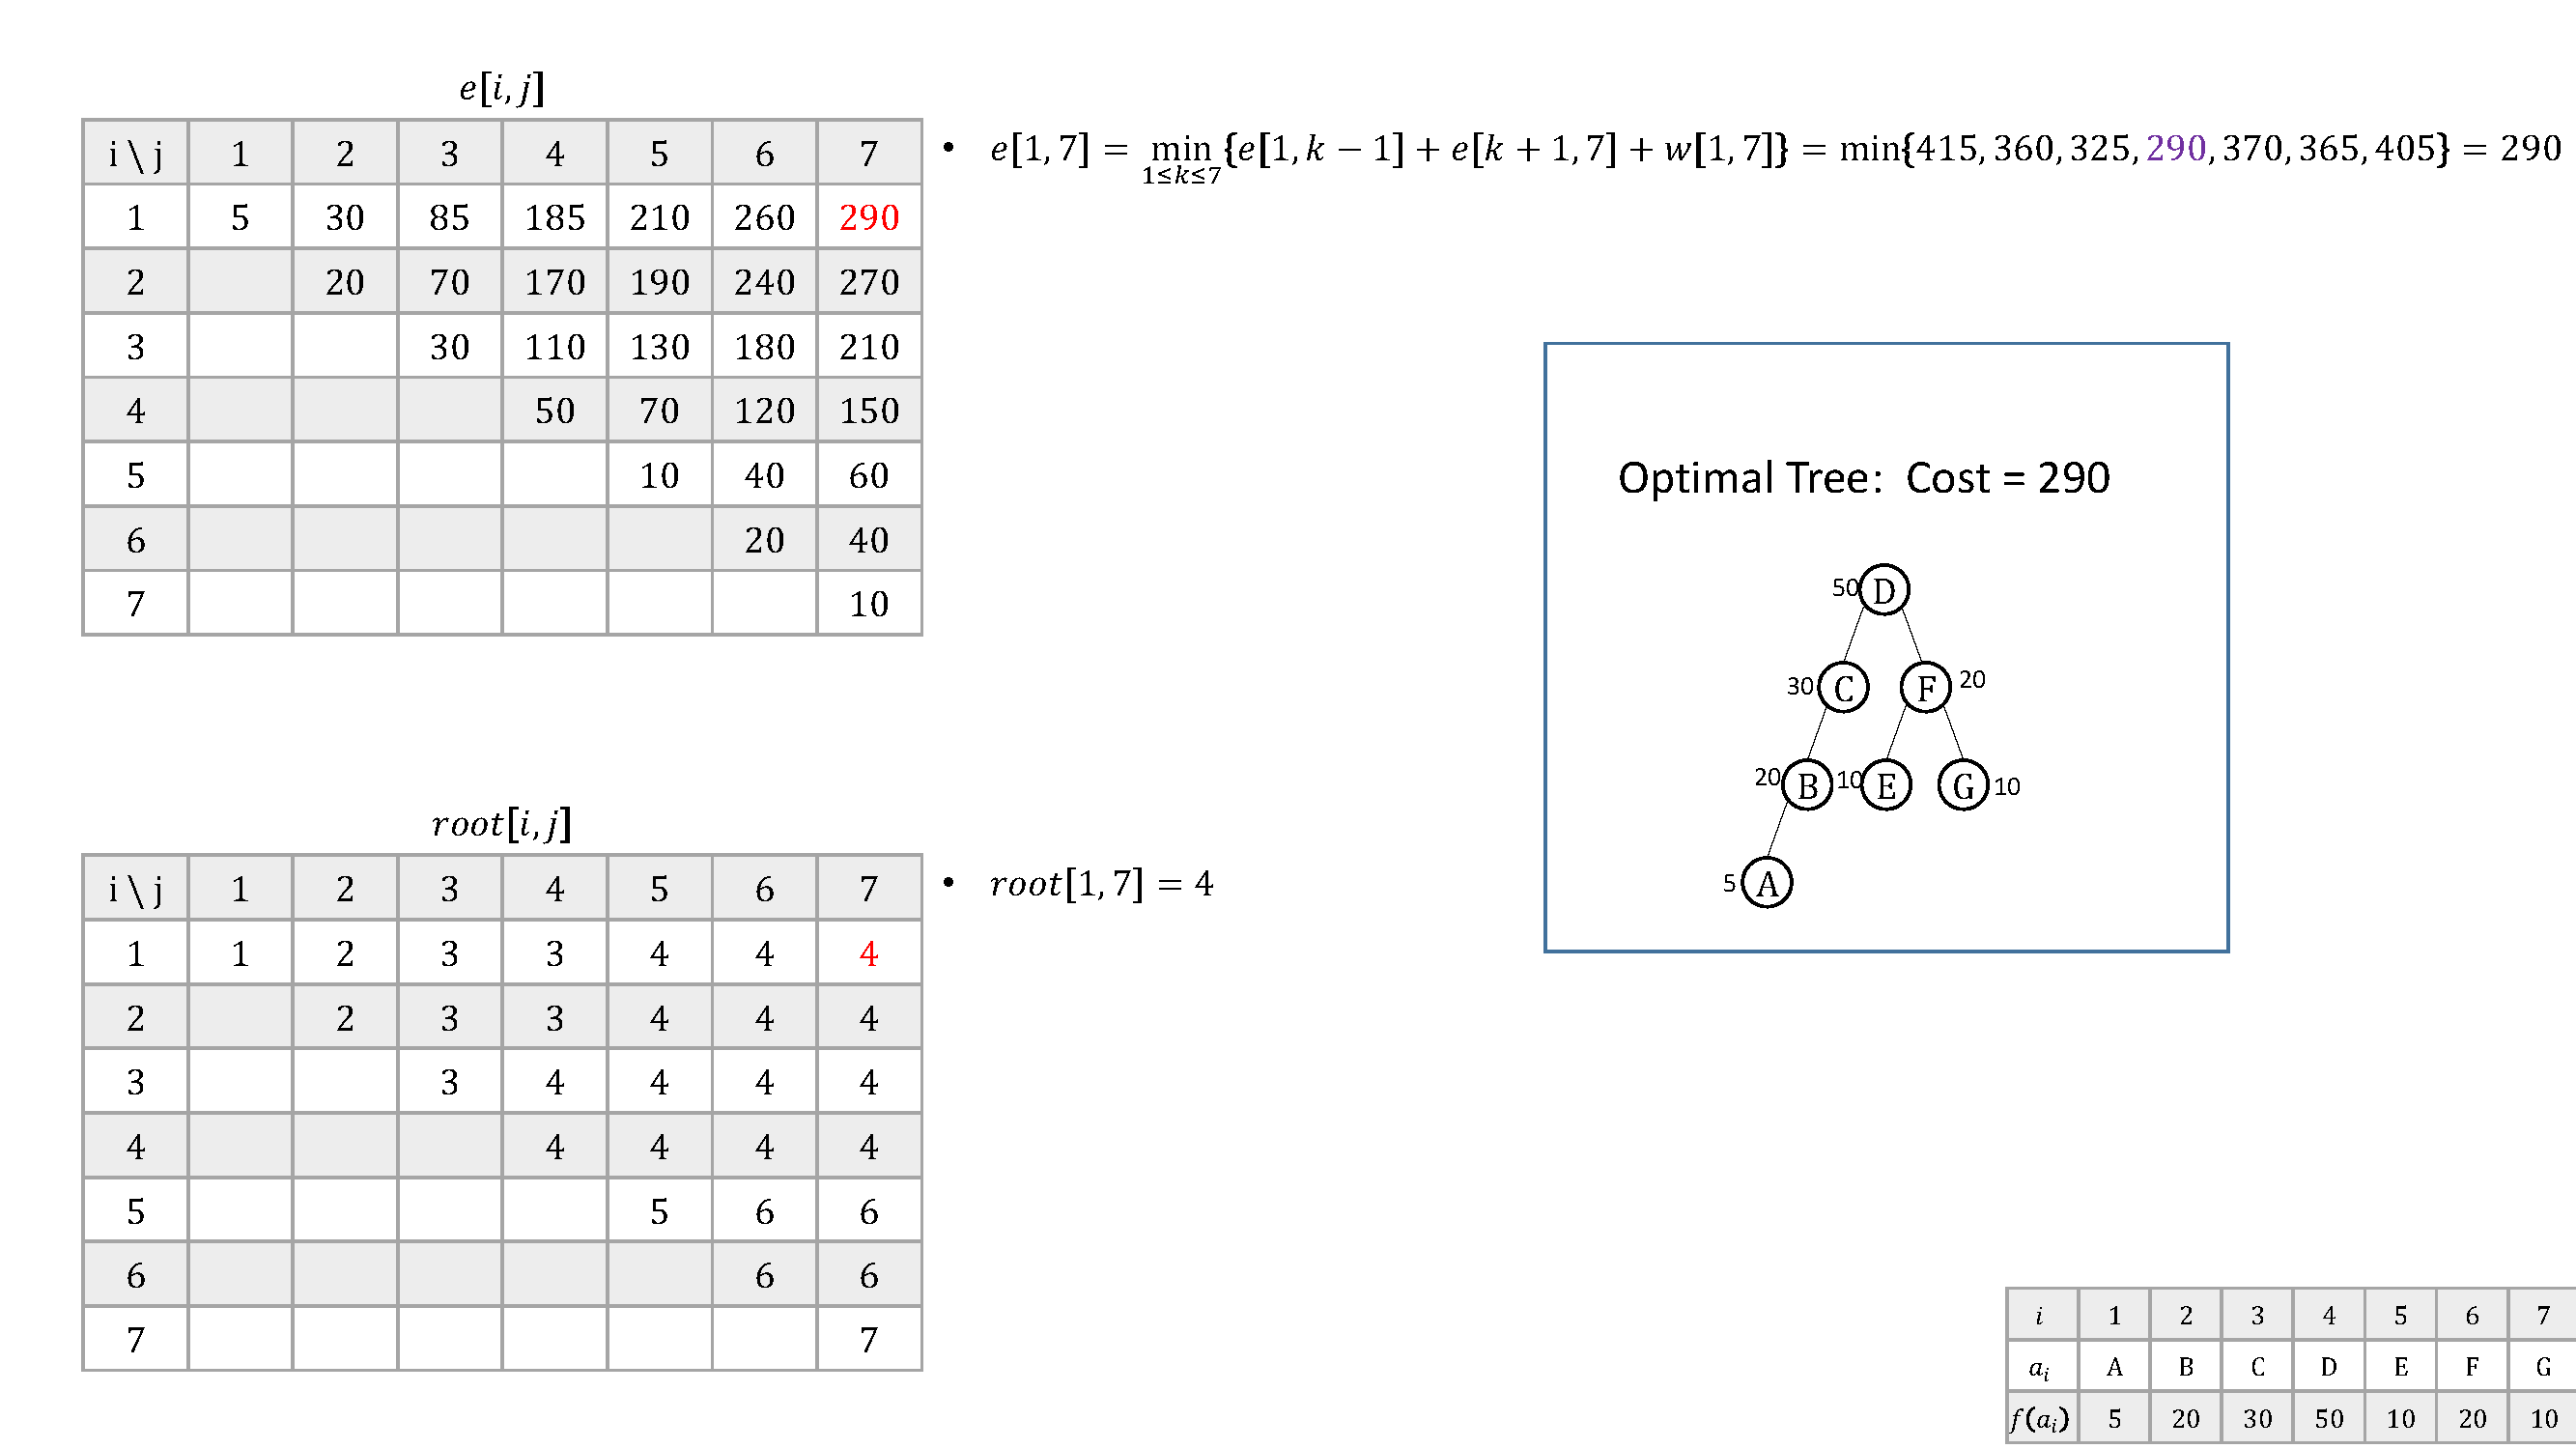 e[i, j]
i \ j 1 2 3 4 5 6 7
1 5 30 85 185 210 260 290
2 20 70 170 190 240 270
3 30 110 130 180 210
4 50 70 120 150
5 10 40 60
6 20 40
7 10
• e[1, 7] = min{e[1, k − 1] + e[k + 1, 7] + w[1, 7]} = min{415, 360, 325, 290, 370, 365, 405} = 290
1≤k≤7
Optimal Tree: Cost = 290
50 D
30 C F 20
20 B 10 E G 10
5 A
root[i, j]
i \ j 1 2 3 4 5 6 7
1 1 2 3 3 4 4 4
2 2 3 3 4 4 4
3 3 4 4 4 4
4 4 4 4 4
5 5 6 6
6 6 6
7 7
• root[1, 7] = 4
i 1 2 3 4 5 6 7
aᵢ A B C D E F G
f(aᵢ) 5 20 30 50 10 20 10